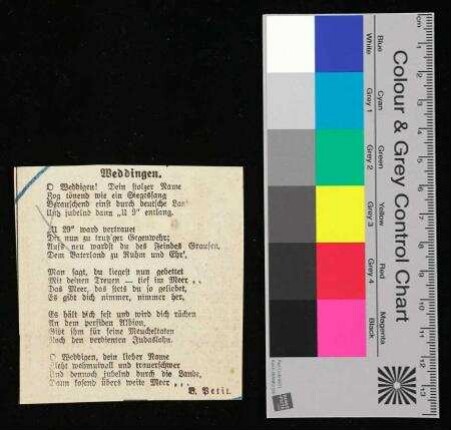 Weddingen.
O Weddigen! Dein stolzer Name
Zog tönend wie ein Siegessang
Berauschend einst durch deutsche
Und jubelnd dann „U 9" entlang.
„U 29" ward vertrauet
Dir nun zu trutz'ger Gegenwehr;
Aufs neu wardst du des Feindes Grausen,
Dem Vaterland zu Ruhm und Ehr'.
Man sagt, du liegest nun gebettet
Mit deinen Treuen — tief im Meer . .
Das Meer, das stets du so geliebet,
Es gibt dich nimmer, nimmer her.
Es hält dich fest und wird dich rächen
An dem perfiden Albion,
Gibt ihm für seine Meucheltaten
Noch den verdienten Judaslohn.
O Weddigen, dein lieber Name
Zieht wehmutvoll und trauerschwer
Und dennoch jubelnd durch die Lande,
Dann kosend übers weite Meer . . .
B. Petit.
Colour & Grey Control Chart
Blue
Cyan
Green
Yellow
Red
Magenta
White
Grey 1
Grey 2
Grey 3
Grey 4
Black